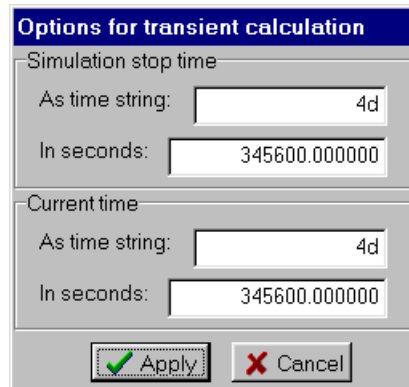 Options for transient calculation
Simulation stop time
As time string: 4d
In seconds: 345600.000000
Current time
As time string: 4d
In seconds: 345600.000000
Apply Cancel